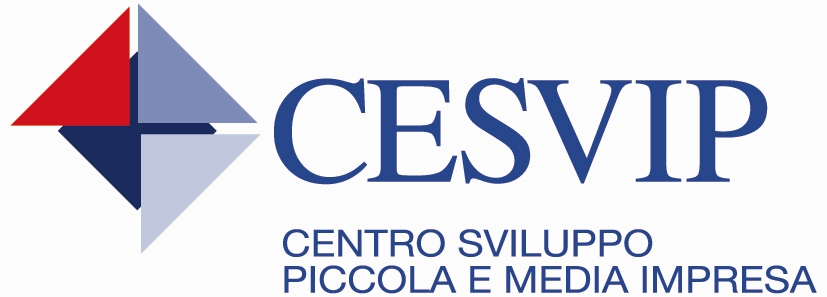 CESVIP
CENTRO SVILUPPO
PICCOLA E MEDIA IMPRESA